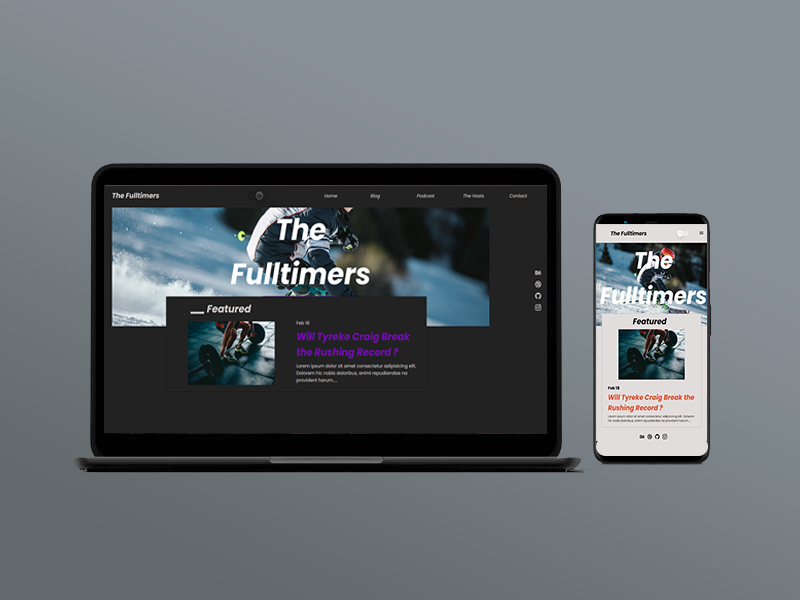 The Fulltimers
Home
Blog
Podcast
The Hosts
Contact
The
Fulltimers
Featured
Feb 18
Will Tyreke Craig Break
the Rushing Record ?
Lorem ipsum dolor sit amet consectetur adipisicing elit.
Dolorem hic nobis doloribus, animi repudiandae no
provident harum....
The Fulltimers
The
Fulltimers
Featured
Feb 18
Will Tyreke Craig Break the
Rushing Record ?
Lorem ipsum dolor sit amet consectetur adipisicing elit. Dolorem
hic nobis doloribus, animi repudiandae no provident harum....